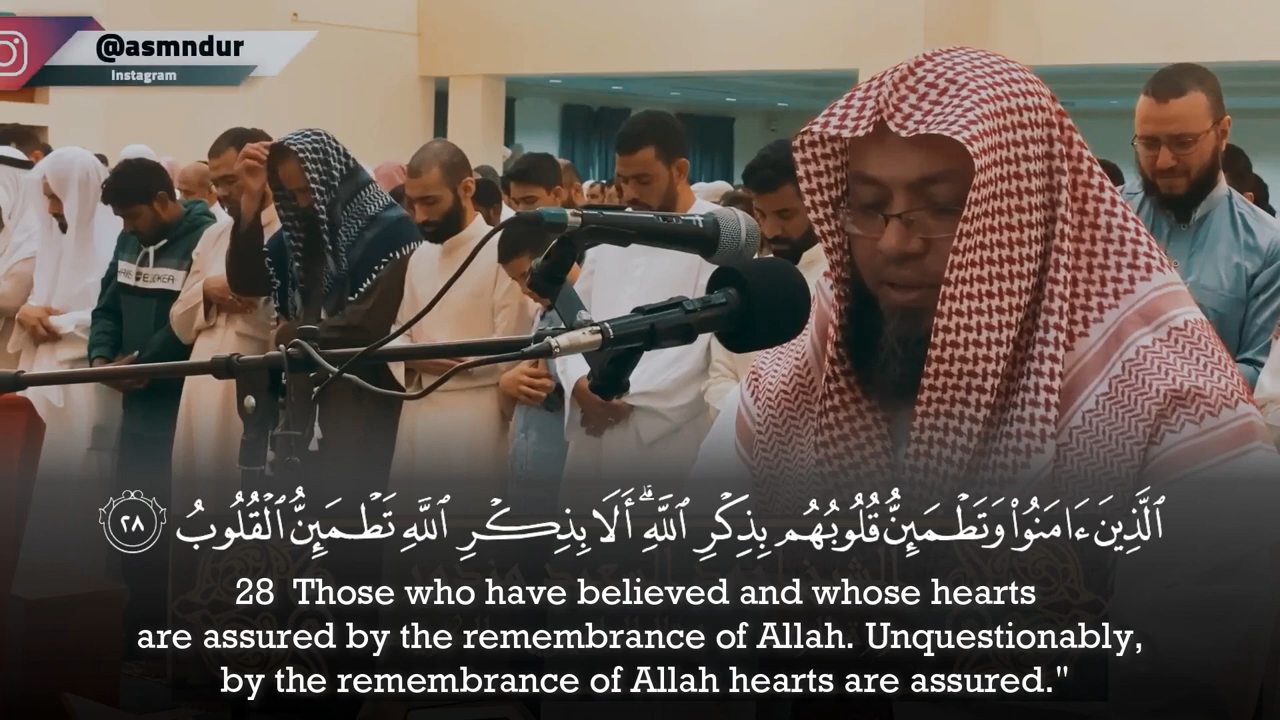 @asmndur
Instagram
ٱلَّذِينَ ءَامَنُوا۟ وَتَطْمَئِنُّ قُلُوبُهُم بِذِكْرِ ٱللَّهِ ۗ أَلَا بِذِكْرِ ٱللَّهِ تَطْمَئِنُّ ٱلْقُلُوبُ ٢٨
28 Those who have believed and whose hearts
are assured by the remembrance of Allah. Unquestionably,
by the remembrance of Allah hearts are assured."